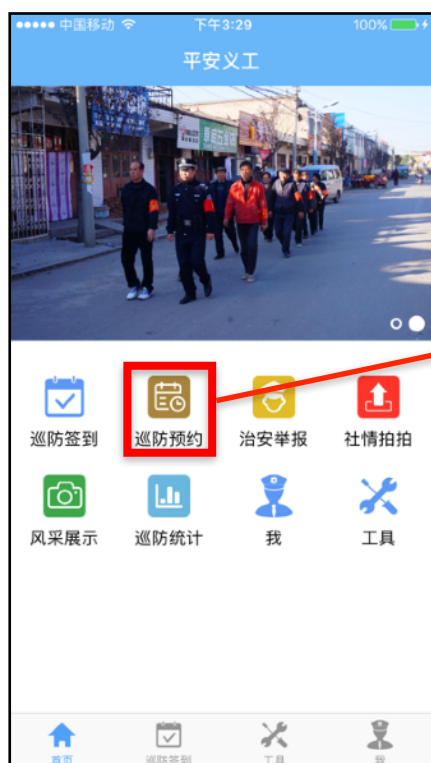 中国移动 下午3:29 100%
平安义工
巡防签到 巡防预约 治安举报 社情拍拍
风采展示 巡防统计 我 工具
首页 巡防签到 工具 我